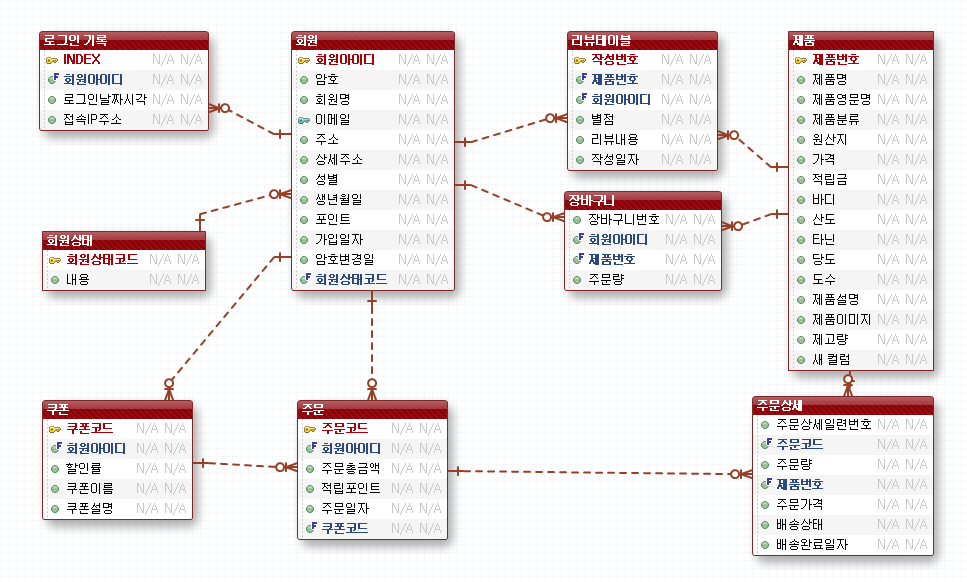 로그인 기록
INDEX N/A N/A
회원아이디 N/A N/A
로그인날짜시각 N/A N/A
접속IP주소 N/A N/A
회원
회원아이디 N/A N/A
암호 N/A N/A
회원명 N/A N/A
이메일 N/A N/A
주소 N/A N/A
상세주소 N/A N/A
성별 N/A N/A
생년월일 N/A N/A
포인트 N/A N/A
가입일자 N/A N/A
암호변경일 N/A N/A
회원상태코드 N/A N/A
리뷰테이블
작성번호 N/A N/A
제품번호 N/A N/A
회원아이디 N/A N/A
별점 N/A N/A
리뷰내용 N/A N/A
작성일자 N/A N/A
제품
제품번호 N/A N/A
제품명 N/A N/A
제품영문명 N/A N/A
제품분류 N/A N/A
원산지 N/A N/A
가격 N/A N/A
적립금 N/A N/A
바디 N/A N/A
산도 N/A N/A
타닌 N/A N/A
당도 N/A N/A
도수 N/A N/A
제품설명 N/A N/A
제품이미지 N/A N/A
제고량 N/A N/A
새 컬럼 N/A N/A
회원상태
회원상태코드 N/A N/A
내용 N/A N/A
장바구니
장바구니번호 N/A N/A
회원아이디 N/A N/A
제품번호 N/A N/A
주문량 N/A N/A
쿠폰
쿠폰코드 N/A N/A
회원아이디 N/A N/A
할인률 N/A N/A
쿠폰이름 N/A N/A
쿠폰설명 N/A N/A
주문
주문코드 N/A N/A
회원아이디 N/A N/A
주문총금액 N/A N/A
적립포인트 N/A N/A
주문일자 N/A N/A
쿠폰코드 N/A N/A
주문상세
주문상세일련번호 N/A N/A
주문코드 N/A N/A
주문량 N/A N/A
제품번호 N/A N/A
주문가격 N/A N/A
배송상태 N/A N/A
배송완료일자 N/A N/A